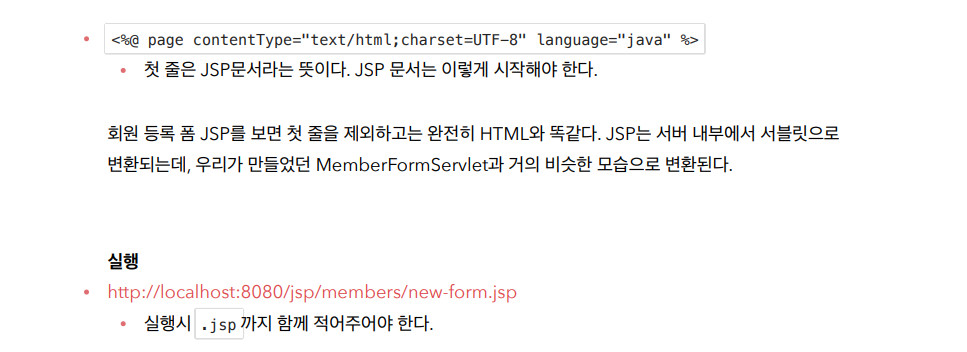 <%@ page contentType="text/html;charset=UTF-8" language="java" %>
첫 줄은 JSP문서라는 뜻이다. JSP 문서는 이렇게 시작해야 한다.
회원 등록 폼 JSP를 보면 첫 줄을 제외하고는 완전히 HTML와 똑같다. JSP는 서버 내부에서 서블릿으로
변환되는데, 우리가 만들었던 MemberFormServlet과 거의 비슷한 모습으로 변환된다.
실행
http://localhost:8080/jsp/members/new-form.jsp
실행시 .jsp 까지 함께 적어주어야 한다.